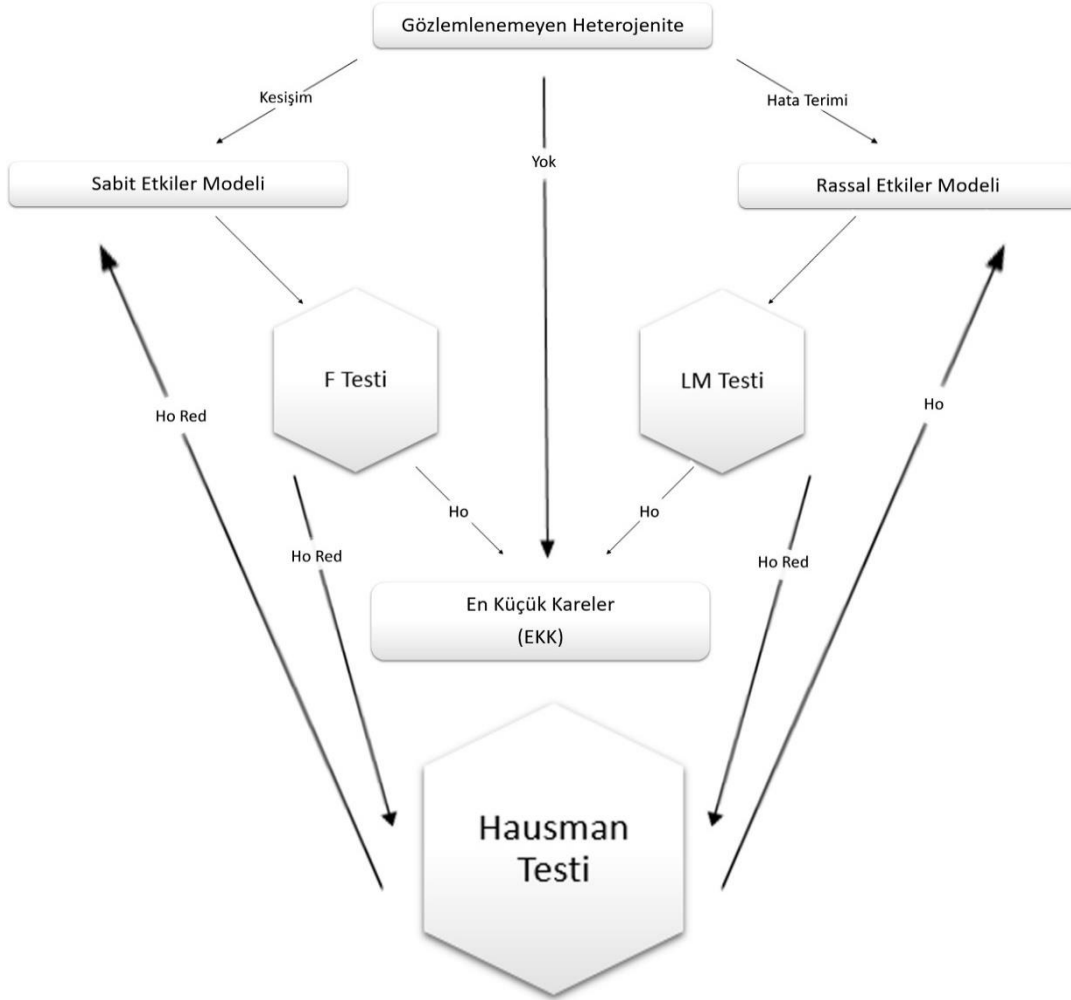 Gözlemlenemeyen Heterojenite
Kesişim
Hata Terimi
Yok
Sabit Etkiler Modeli
Rassal Etkiler Modeli
F Testi
LM Testi
Ho Red
Ho
Ho
Ho
Ho Red
Ho Red
En Küçük Kareler
(EKK)
Hausman
Testi